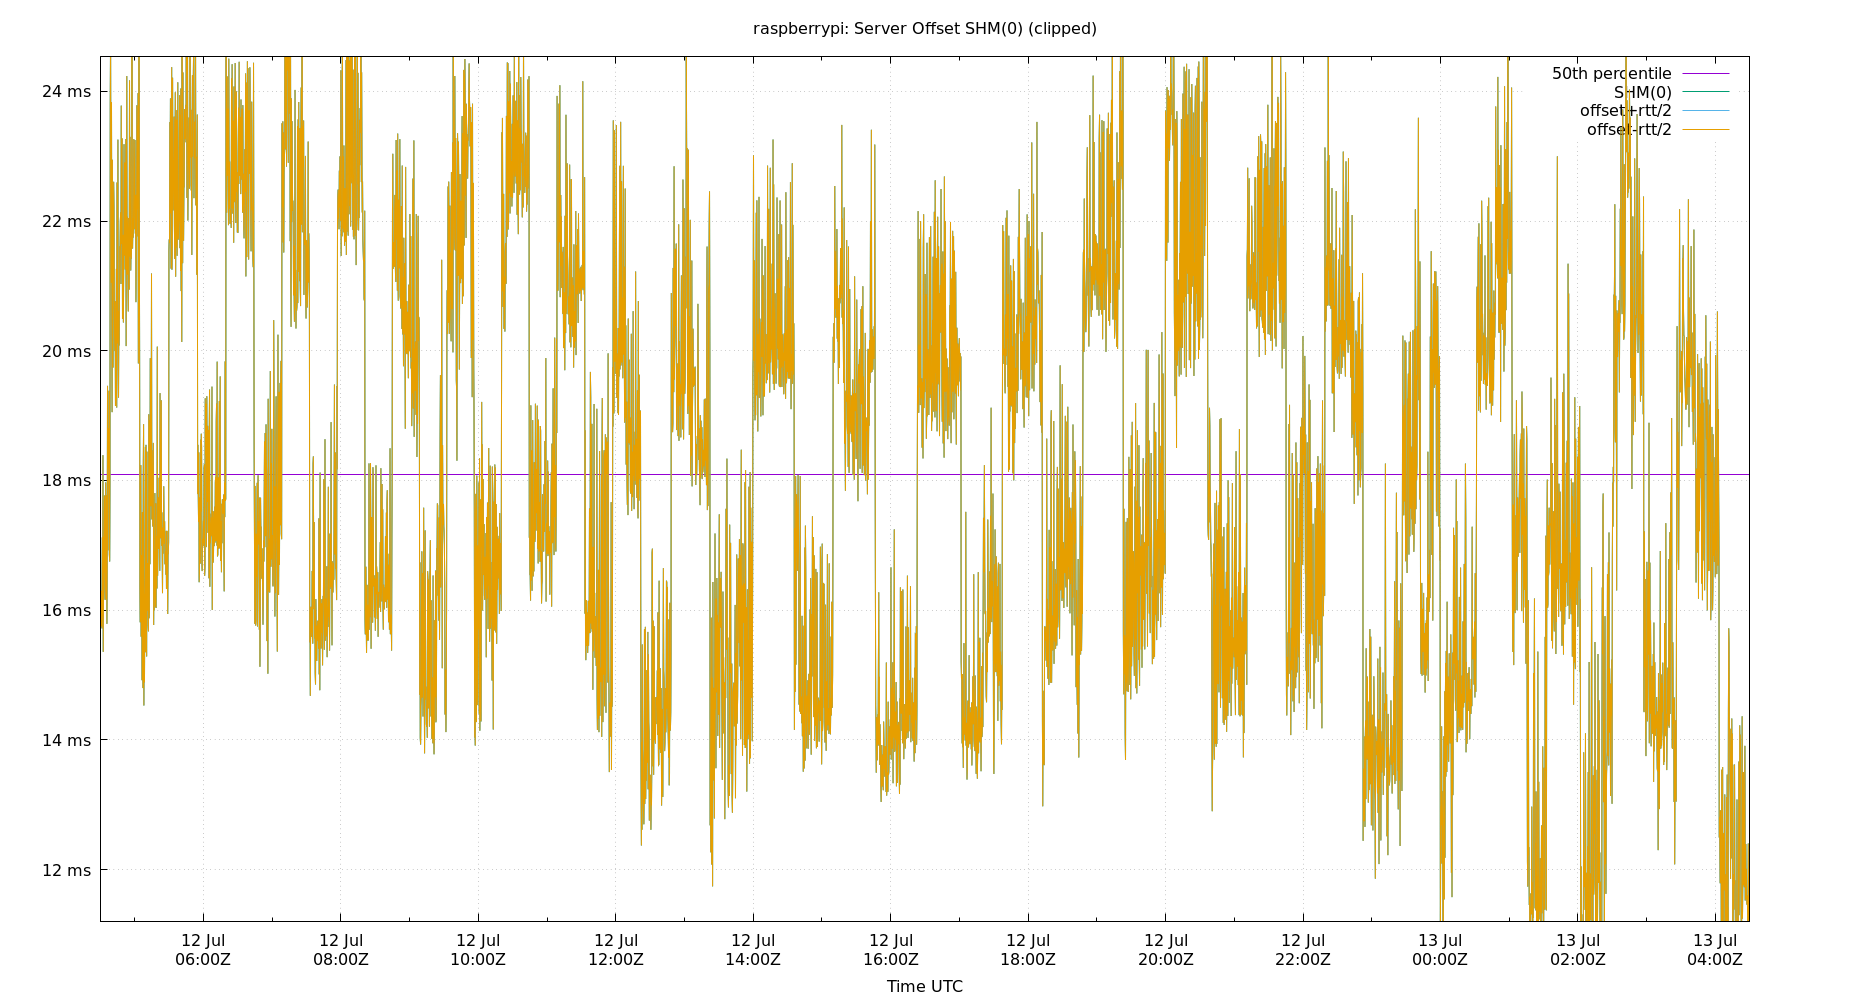 raspberrypi: Server Offset SHM(0) (clipped)
50th percentile
SHM(0)
offset+rtt/2
offset-rtt/2
24 ms
22 ms
20 ms
18 ms
16 ms
14 ms
12 ms
12 Jul 12 Jul 12 Jul 12 Jul 12 Jul 12 Jul 12 Jul 12 Jul 12 Jul 13 Jul 13 Jul 13 Jul
06:00Z 08:00Z 10:00Z 12:00Z 14:00Z 16:00Z 18:00Z 20:00Z 22:00Z 00:00Z 02:00Z 04:00Z
Time UTC